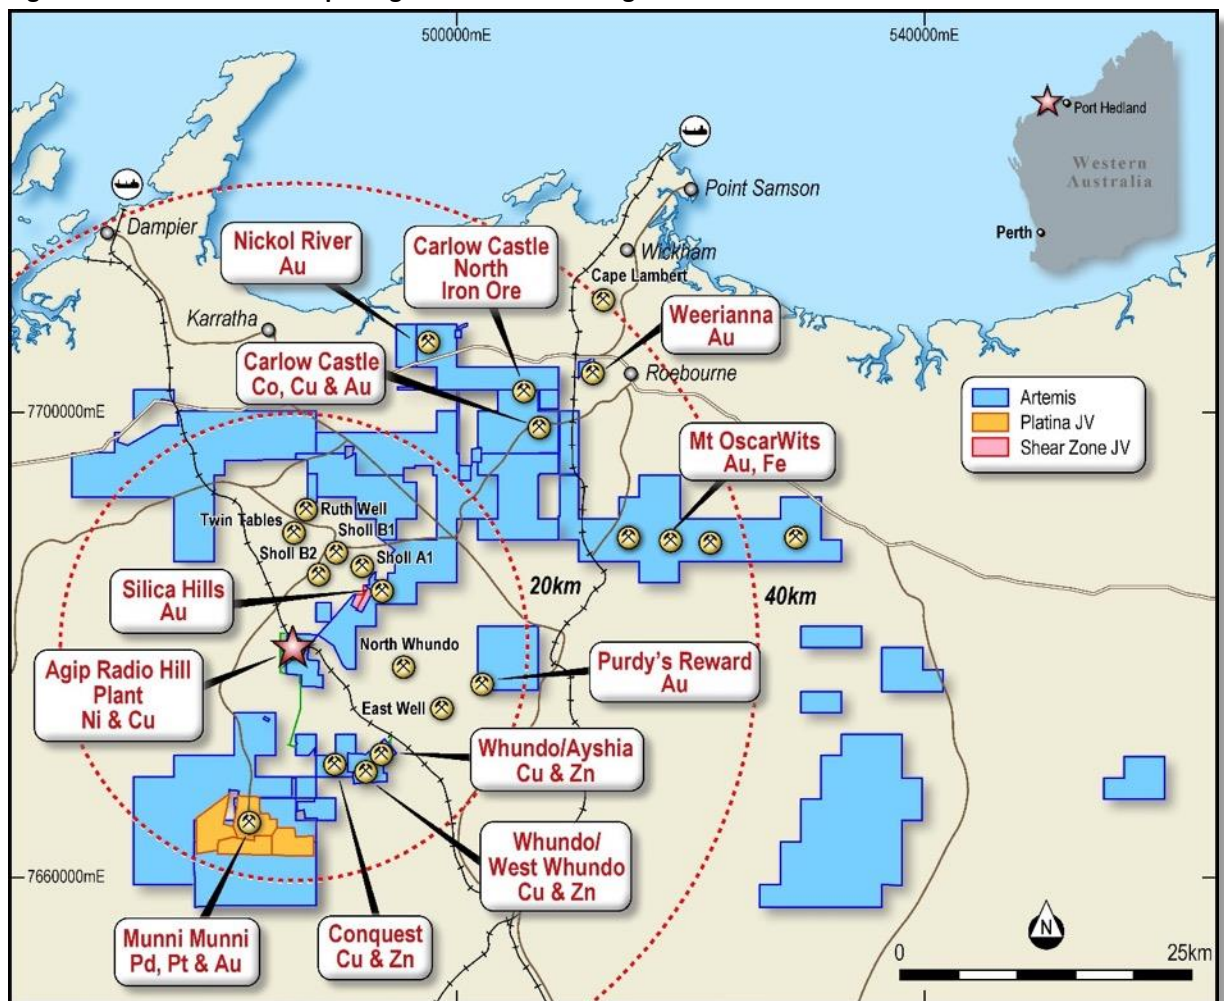 500000mE
540000mE
Port Hedland
Western
Australia
Perth
Point Samson
Dampier
Nickol River
Au
Carlow Castle
North
Iron Ore
Wickham
Cape Lambert
Karratha
Weerianna
Au
Carlow Castle
Co, Cu & Au
Roebourne
7700000mE
Artemis
Platina JV
Shear Zone JV
Mt OscarWits
Au, Fe
Ruth Well
Twin Tables
Sholl B1
Sholl B2
Sholl A1
Silica Hills
Au
20km
40km
North Whundo
Agip Radio Hill
Plant
Ni & Cu
Purdy's Reward
Au
East Well
Whundo/Ayshia
Cu & Zn
Whundo/
West Whundo
Cu & Zn
7660000mE
Munni Munni
Pd, Pt & Au
Conquest
Cu & Zn
N
0
25km